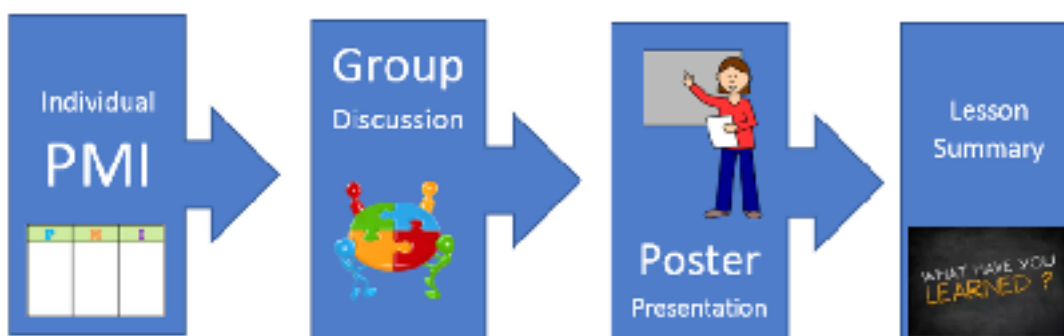 Individual
PMI
P M I
Group
Discussion
Poster
Presentation
Lesson
Summary
WHAT HAVE YOU
LEARNED ?